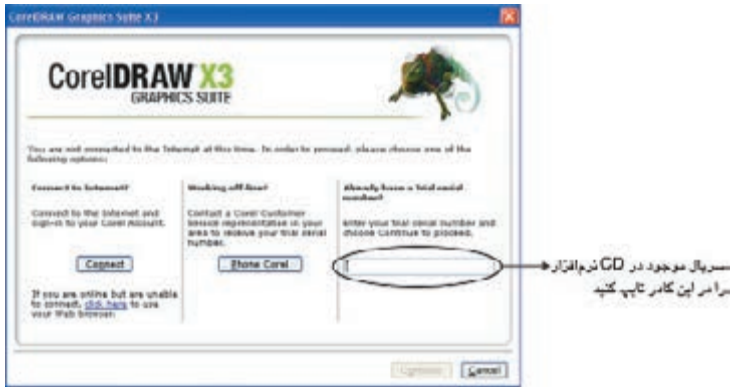 CorelDRAW Graphics Suite X3
CorelDRAW X3
GRAPHICS SUITE
You are not connected to the Internet at this time. In order to proceed, please choose one of the
following options:
Connect to Internet?
Connect to the Internet and
sign-in to your Corel Account.
Connect
If you are online but are unable
to connect, click here to use
your Web browser.
Working off-line?
Contact a Corel Customer
Service representative in your
area to receive your trial serial
number.
Phone Corel
Already have a trial serial
number?
Enter your trial serial number and
choose Continue to proceed.
سریال موجود در CD نرم‌افزار
را در این کادر تایپ کنید
Continue
Cancel